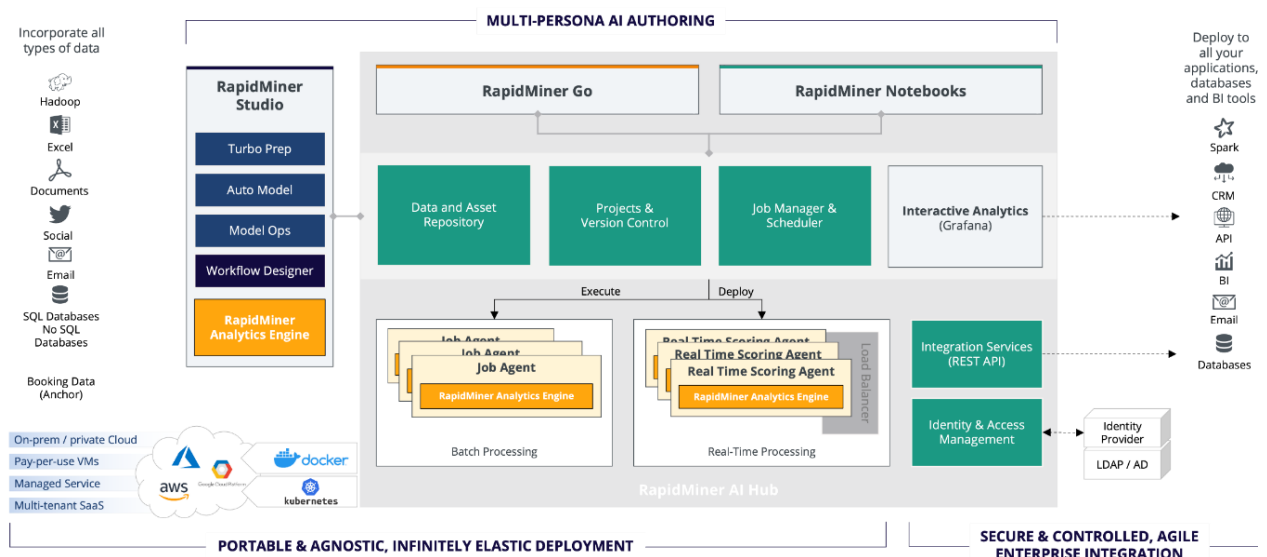 MULTI-PERSONA AI AUTHORING
Incorporate all
types of data
Hadoop
Excel
Documents
Social
Email
SQL Databases
No SQL
Databases
Booking Data
(Anchor)
RapidMiner
Studio
Turbo Prep
Auto Model
Model Ops
Workflow Designer
RapidMiner
Analytics Engine
RapidMiner Go
RapidMiner Notebooks
Data and Asset
Repository
Projects &
Version Control
Job Manager &
Scheduler
Interactive Analytics
(Grafana)
Execute
Deploy
Job Agent
Job Agent
Job Agent
RapidMiner Analytics Engine
Batch Processing
Real Time Scoring Agent
Real Time Scoring Agent
Real Time Scoring Agent
RapidMiner Analytics Engine
Load Balancer
Real-Time Processing
Integration Services
(REST API)
Identity & Access
Management
RapidMiner AI Hub
Deploy to
all your
applications,
databases
and BI tools
Spark
CRM
API
BI
Email
Databases
Identity
Provider
LDAP / AD
On-prem / private Cloud
Pay-per-use VMs
Managed Service
Multi-tenant SaaS
aws
Google Cloud Platform
docker
kubernetes
PORTABLE & AGNOSTIC, INFINITELY ELASTIC DEPLOYMENT
SECURE & CONTROLLED, AGILE
ENTERPRISE INTEGRATION